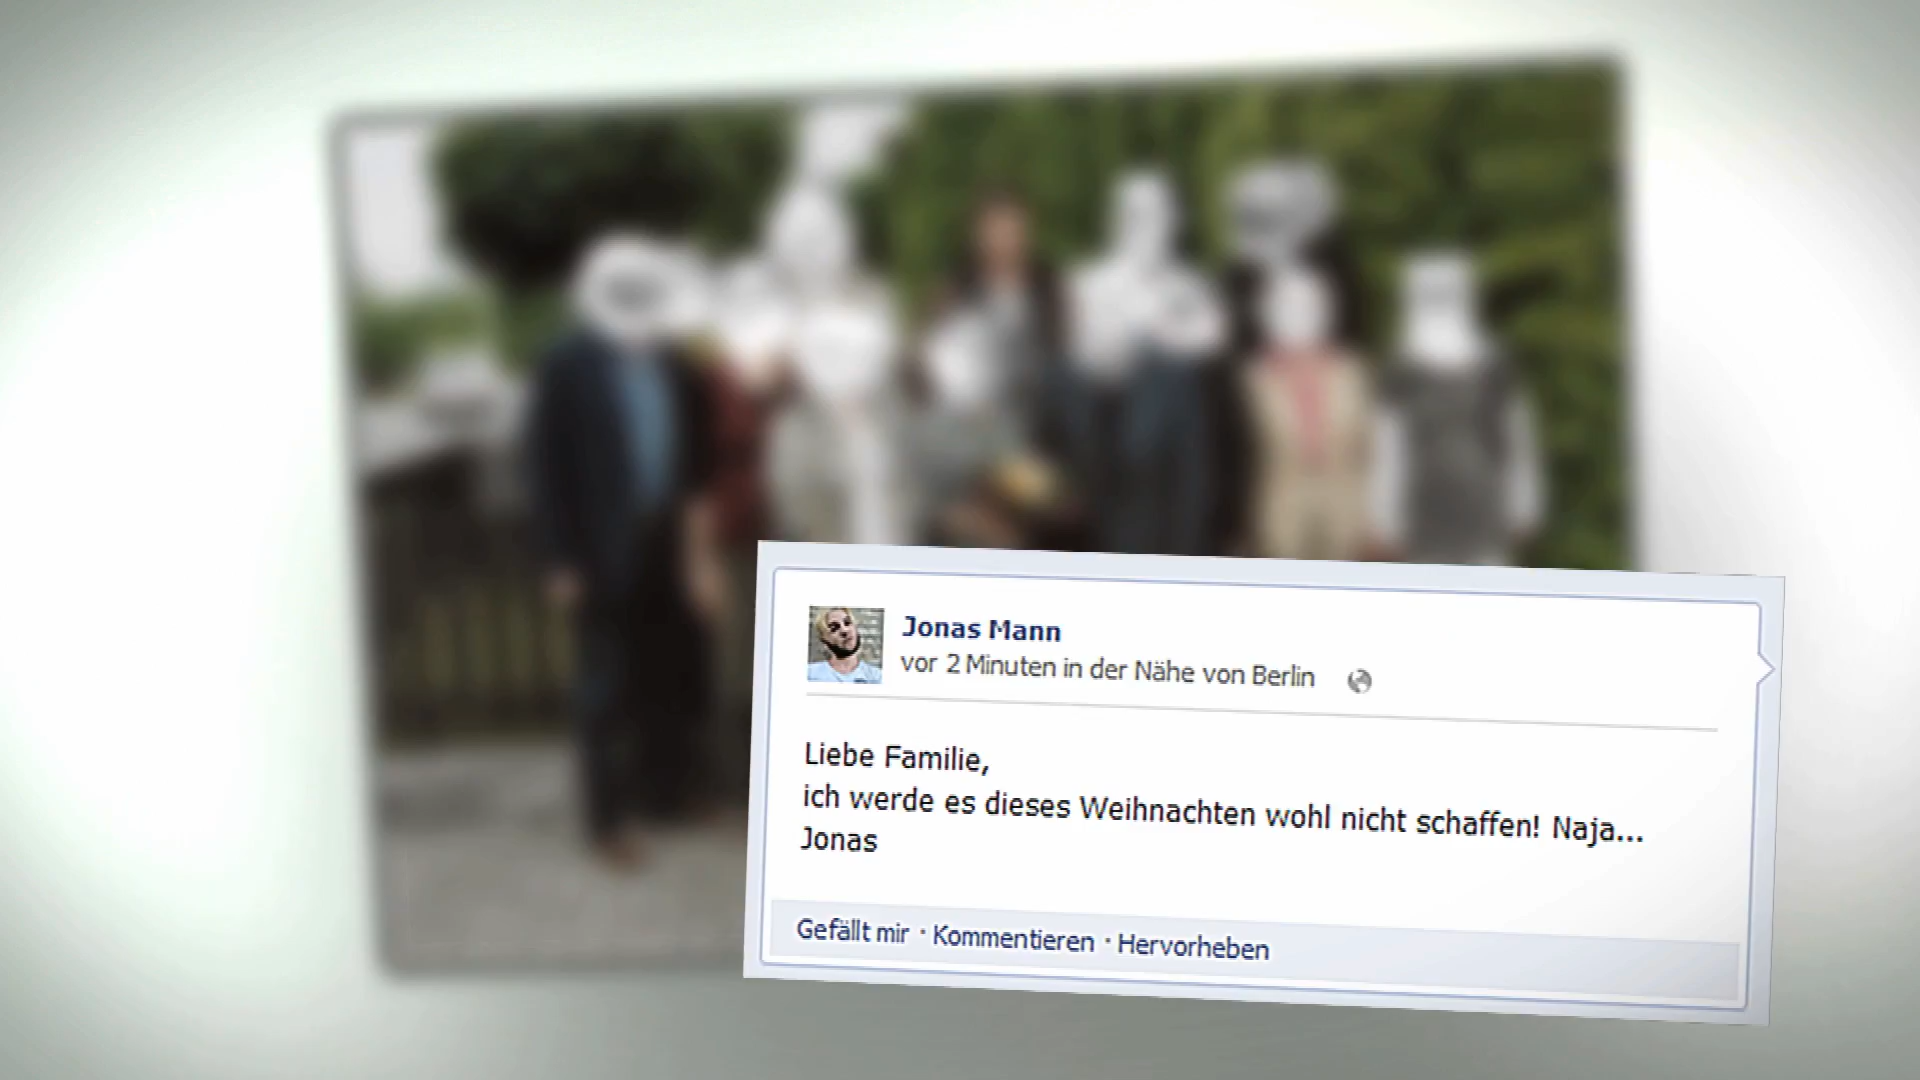 Jonas Mann
vor 2 Minuten in der Nähe von Berlin
Liebe Familie,
ich werde es dieses Weihnachten wohl nicht schaffen! Naja...
Jonas
Gefällt mir · Kommentieren · Hervorheben